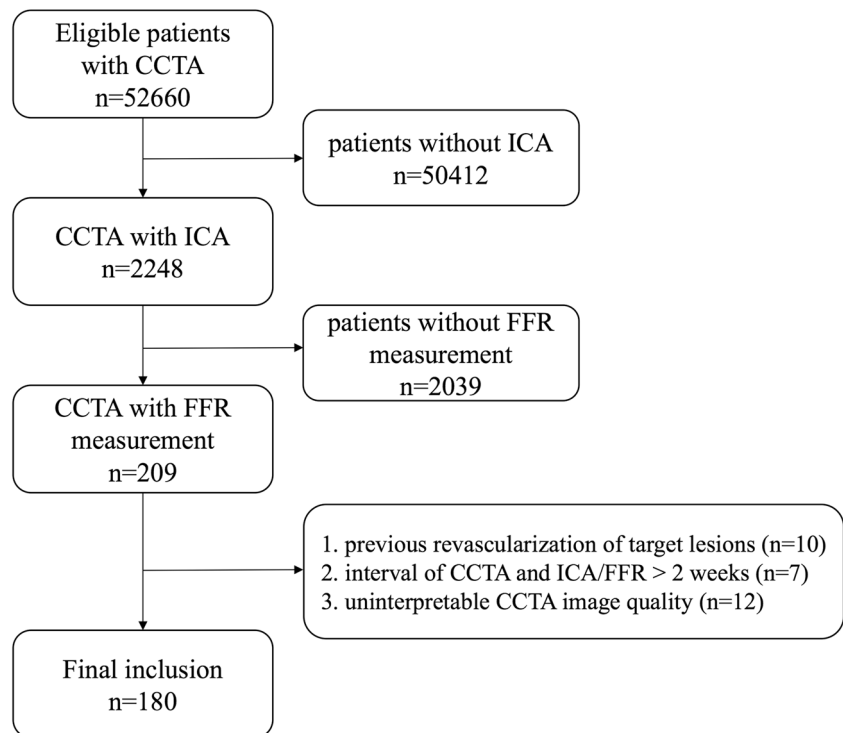 Eligible patients
with CCTA
n=52660
patients without ICA
n=50412
CCTA with ICA
n=2248
patients without FFR
measurement
n=2039
CCTA with FFR
measurement
n=209
1. previous revascularization of target lesions (n=10)
2. interval of CCTA and ICA/FFR > 2 weeks (n=7)
3. uninterpretable CCTA image quality (n=12)
Final inclusion
n=180